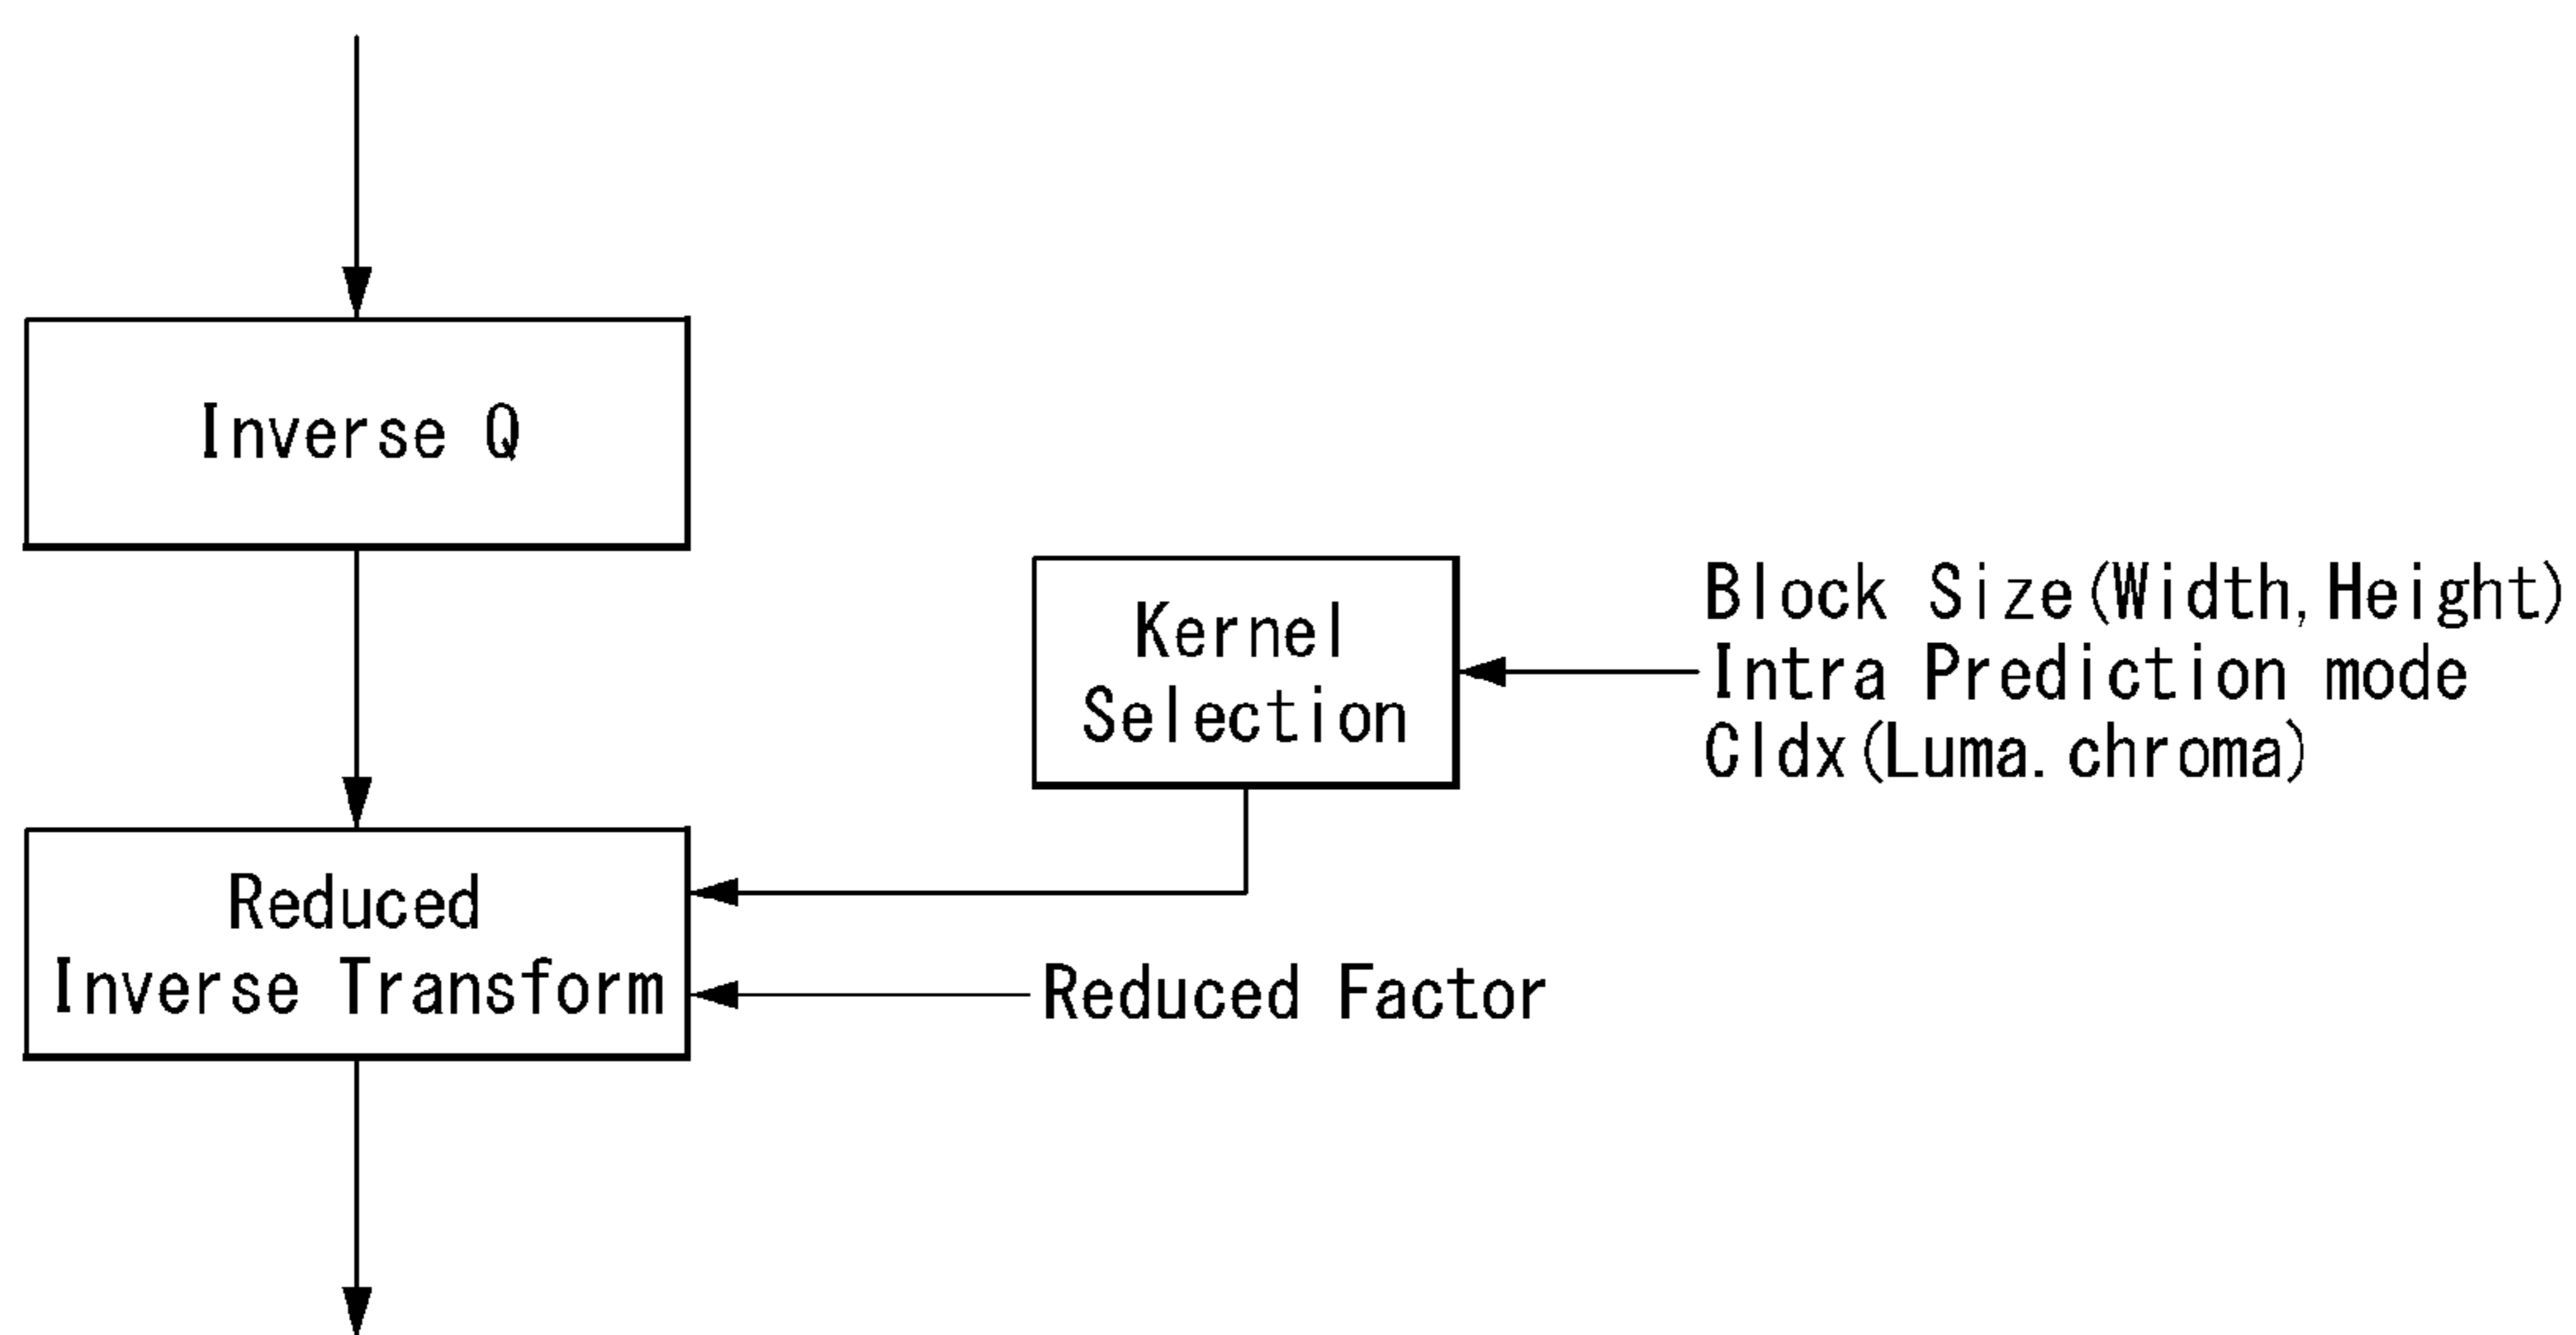 Inverse Q
Kernel
Selection
Block Size(Width,Height)
Intra Prediction mode
CIdx(Luma.chroma)
Reduced
Inverse Transform
Reduced Factor